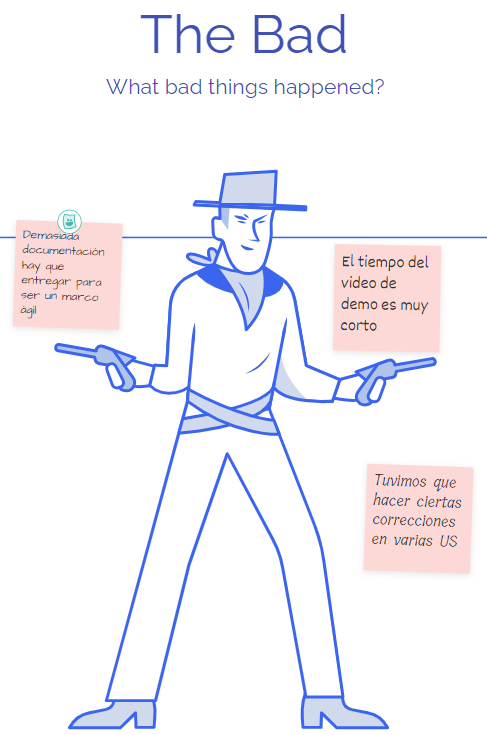 The Bad
What bad things happened?
Demasiada
documentación
hay que
entregar para
ser un marco
ágil
El tiempo del
video de
demo es muy
corto
Tuvimos que
hacer ciertas
correcciones
en varias US